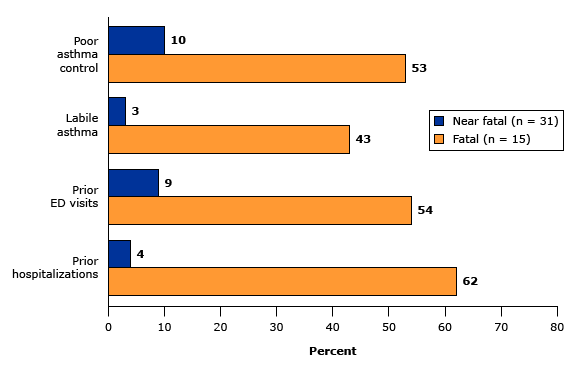 Poor
asthma
control
10
53
Labile
asthma
3
43
Near fatal (n = 31)
Fatal (n = 15)
Prior
ED visits
9
54
Prior
hospitalizations
4
62
0 10 20 30 40 50 60 70 80
Percent